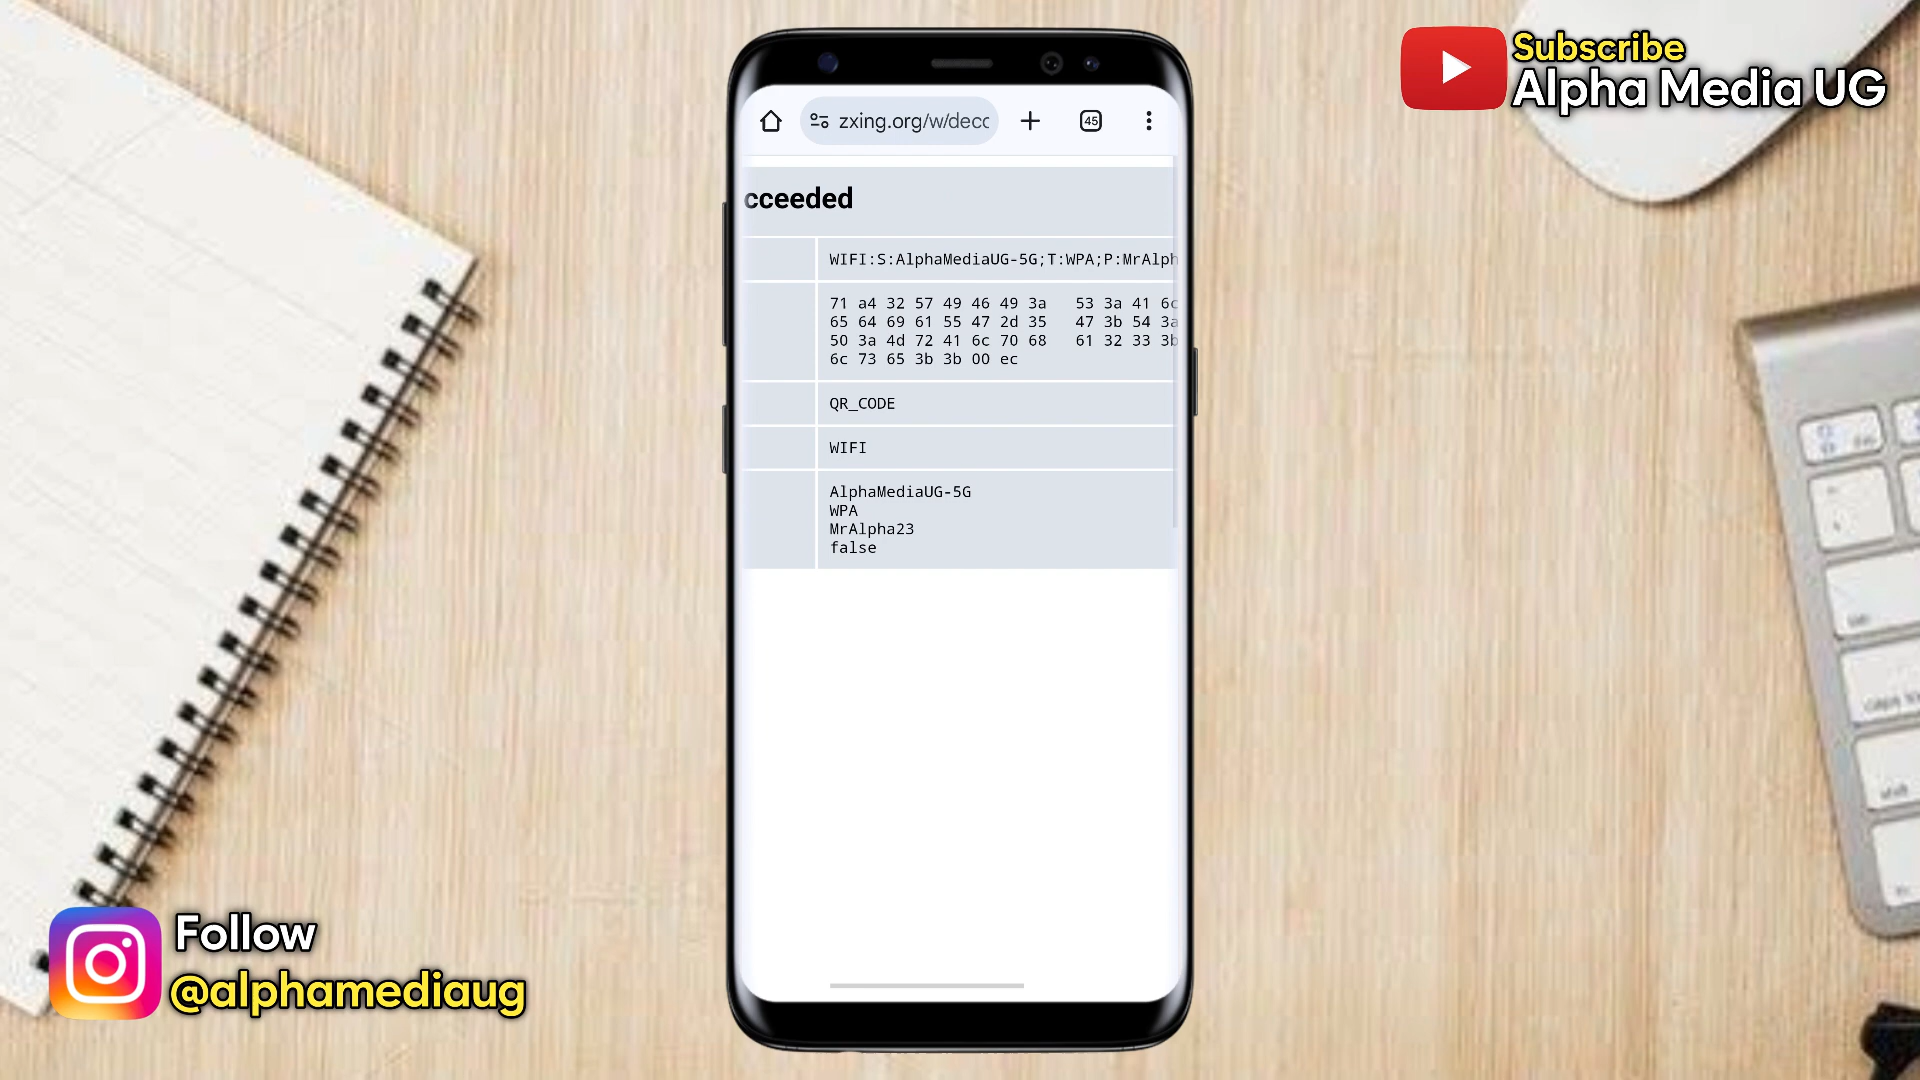 Subscribe
Alpha Media UG
zxing.org/w/decc
45
cceeded
WIFI:S:AlphaMediaUG-5G;T:WPA;P:MrAlph
71 a4 32 57 49 46 49 3a 53 3a 41 6c
65 64 69 61 55 47 2d 35 47 3b 54 3a
50 3a 4d 72 41 6c 70 68 61 32 33 3b
6c 73 65 3b 3b 00 ec
QR_CODE
WIFI
AlphaMediaUG-5G
WPA
MrAlpha23
false
Follow
@alphamediaug